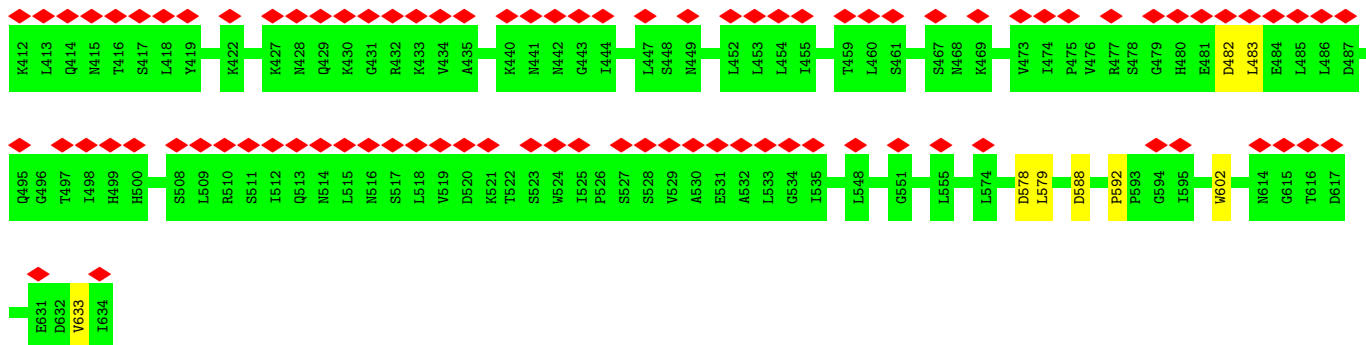 K412 L413 Q414 N415 T416 S417 L418 Y419 K422 K427 N428 Q429 K430 G431 R432 K433 V434 A435 K440 N441 N442 G443 I444 L447 S448 N449 L452 L453 L454 I455 T459 L460 S461 S467 N468 K469 V473 I474 P475 V476 R477 S478 G479 H480 E481 D482 L483 E484 L485 L486 D487
Q495 G496 T497 I498 H499 H500 S508 L509 R510 S511 I512 Q513 N514 L515 N516 S517 L518 V519 D520 K521 T522 S523 W524 I525 P526 S527 S528 V529 A530 E531 A532 L533 G534 I535 L548 G551 L555 L574 D578 L579 D588 P592 P593 G594 I595 W602 N614 G615 T616 D617
E631 D632 V633 I634